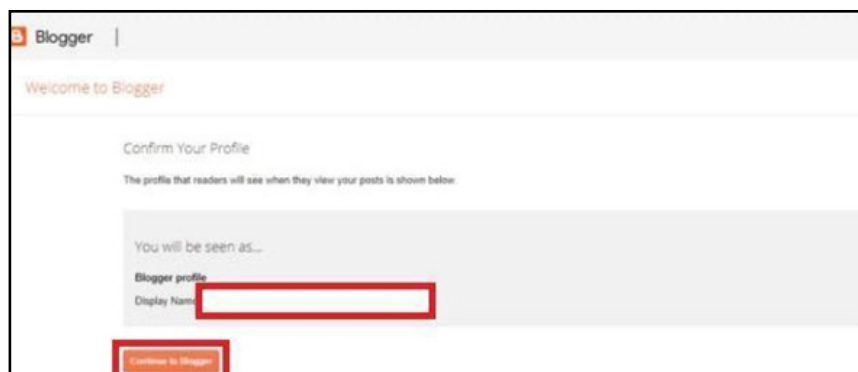 B Blogger |
Welcome to Blogger
Confirm Your Profile
The profile that readers will see when they view your posts is shown below.
You will be seen as...
Blogger profile
Display Name
Continue to Blogger